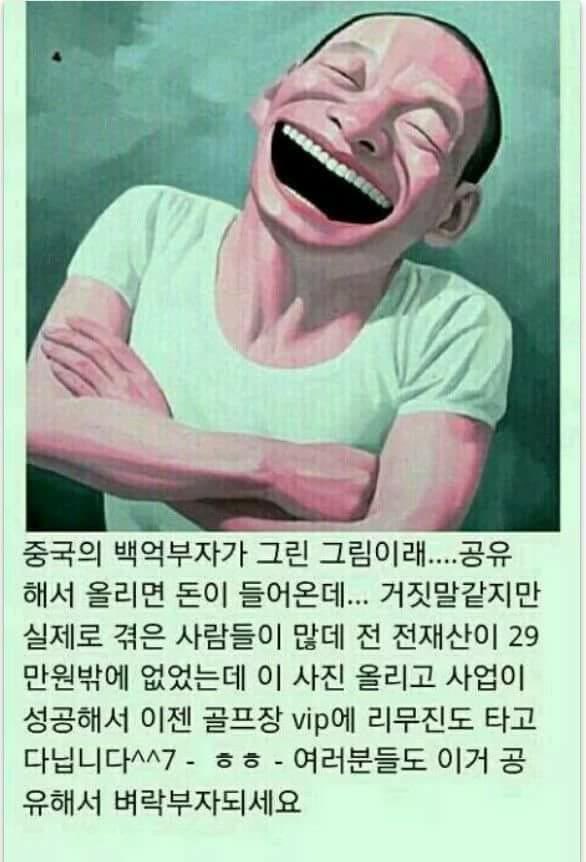 중국의 백억부자가 그린 그림이래....공유
해서 올리면 돈이 들어온데... 거짓말같지만
실제로 겪은 사람들이 많데 전 전재산이 29
만원밖에 없었는데 이 사진 올리고 사업이
성공해서 이젠 골프장 vip에 리무진도 타고
다닙니다^^7 - ㅎㅎ - 여러분들도 이거 공
유해서 벼락부자되세요